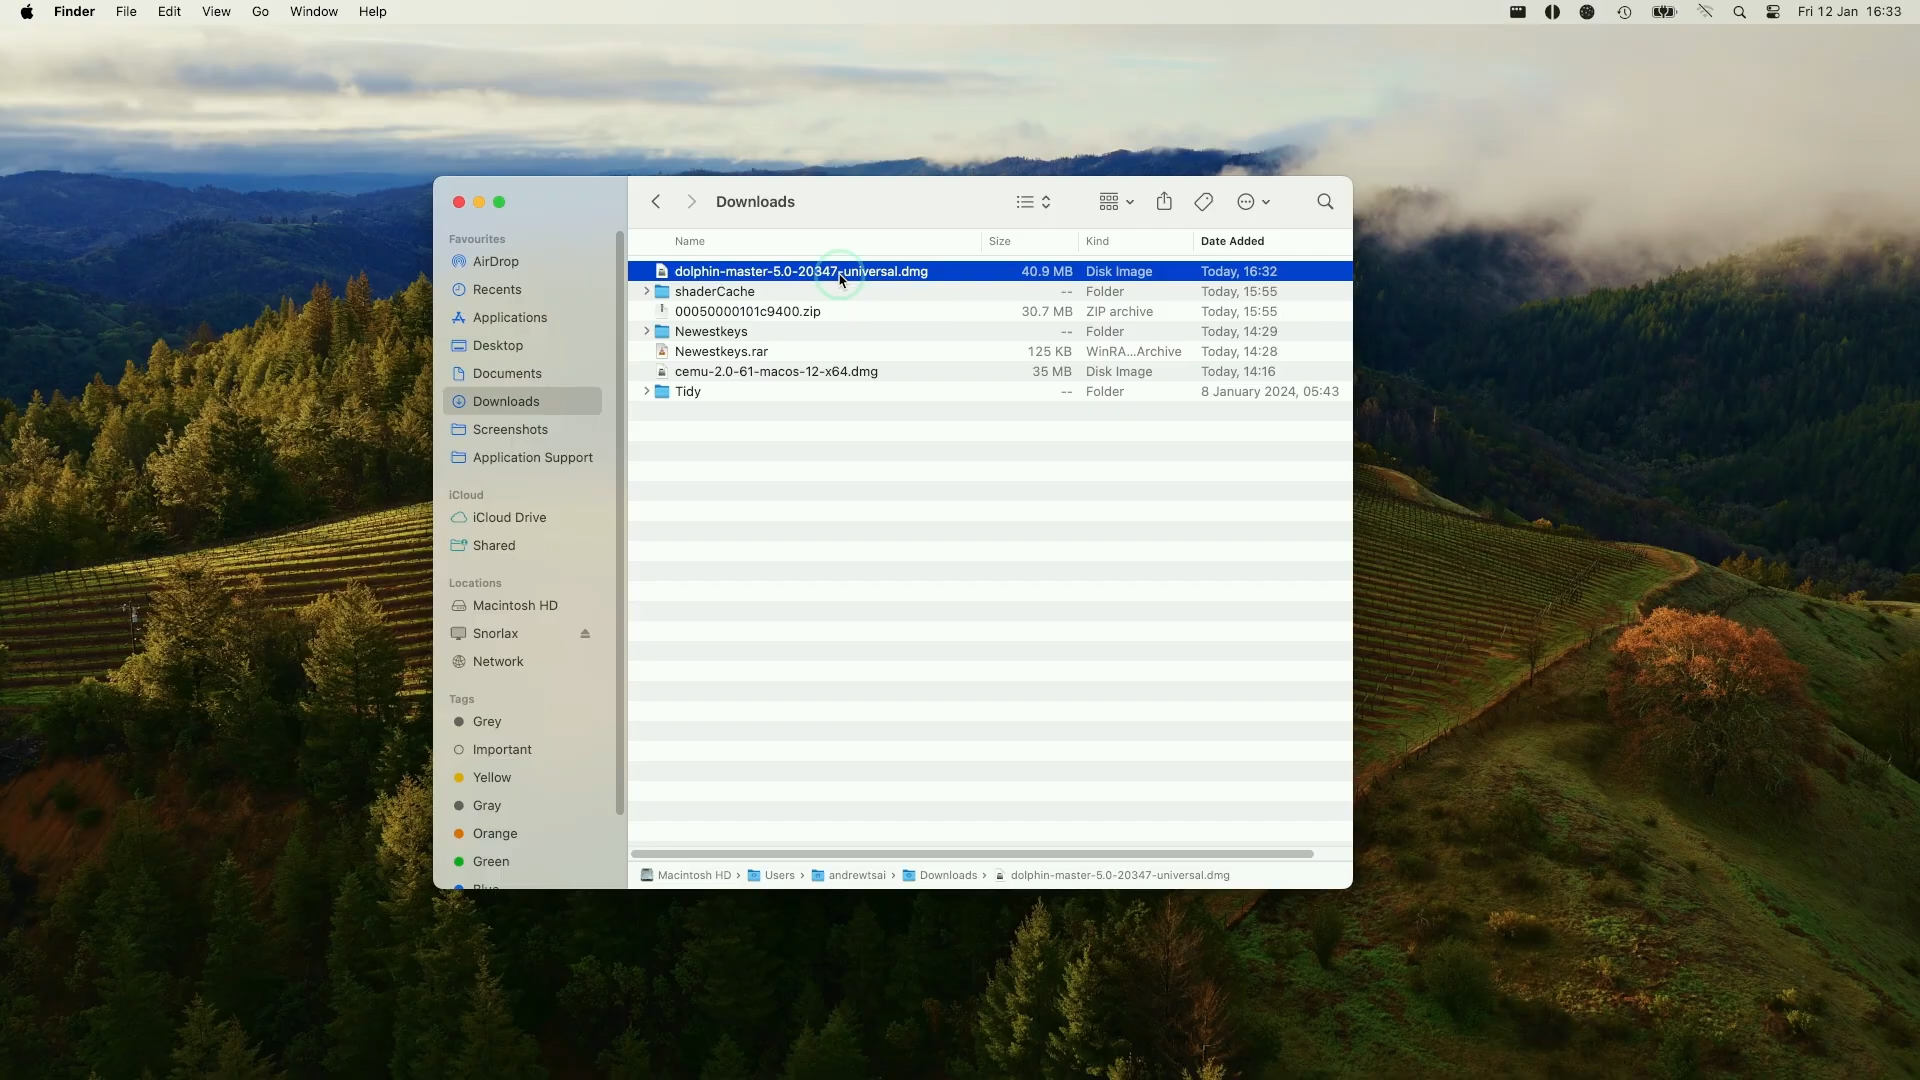 Finder File Edit View Go Window Help Fri 12 Jan 16:33
Downloads
Favourites
AirDrop
Recents
Applications
Desktop
Documents
Downloads
Screenshots
Application Support
iCloud
iCloud Drive
Shared
Locations
Macintosh HD
Snorlax
Network
Tags
Grey
Important
Yellow
Gray
Orange
Green
Blue
Name Size Kind Date Added
dolphin-master-5.0-20347-universal.dmg 40.9 MB Disk Image Today, 16:32
shaderCache -- Folder Today, 15:55
00050000101c9400.zip 30.7 MB ZIP archive Today, 15:55
Newestkeys -- Folder Today, 14:29
Newestkeys.rar 125 KB WinRA...Archive Today, 14:28
cemu-2.0-61-macos-12-x64.dmg 35 MB Disk Image Today, 14:16
Tidy -- Folder 8 January 2024, 05:43
Macintosh HD › Users › andrewtsai › Downloads › dolphin-master-5.0-20347-universal.dmg